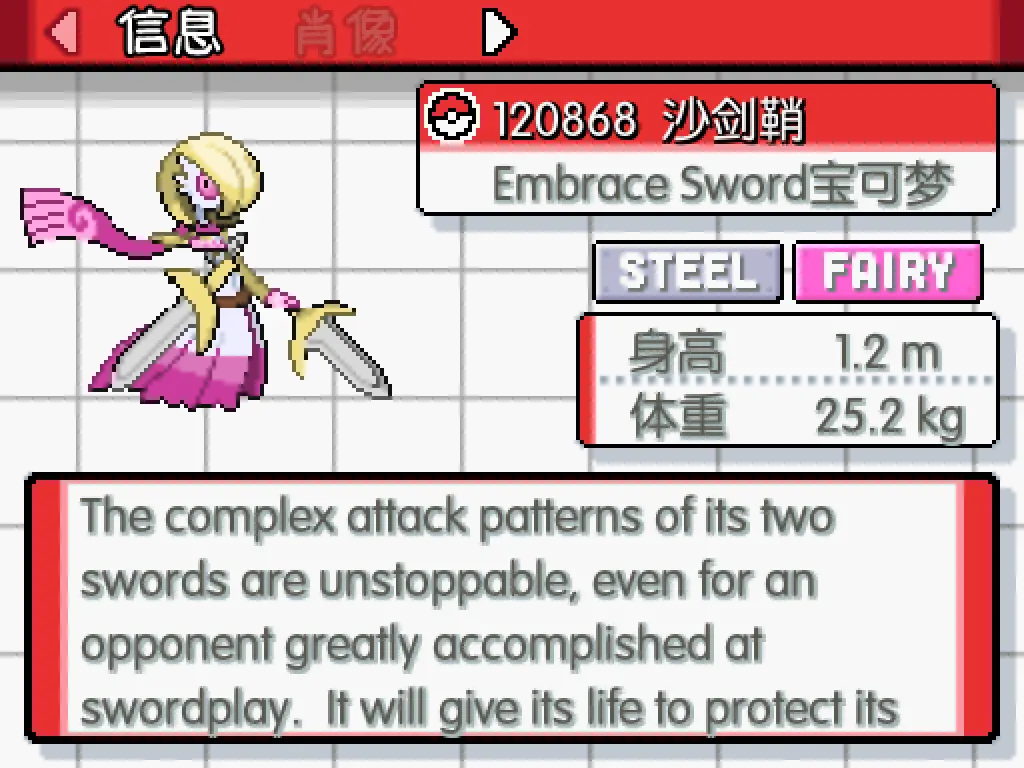 信息 肖像
120868 沙剑鞘
Embrace Sword宝可梦
STEEL FAIRY
身高 1.2 m
体重 25.2 kg
The complex attack patterns of its two
swords are unstoppable, even for an
opponent greatly accomplished at
swordplay. It will give its life to protect its